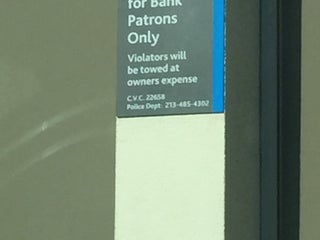 for Bank
Patrons
Only
Violators will
be towed at
owners expense
C.V.C. 22658
Police Dept: 213-485-4302